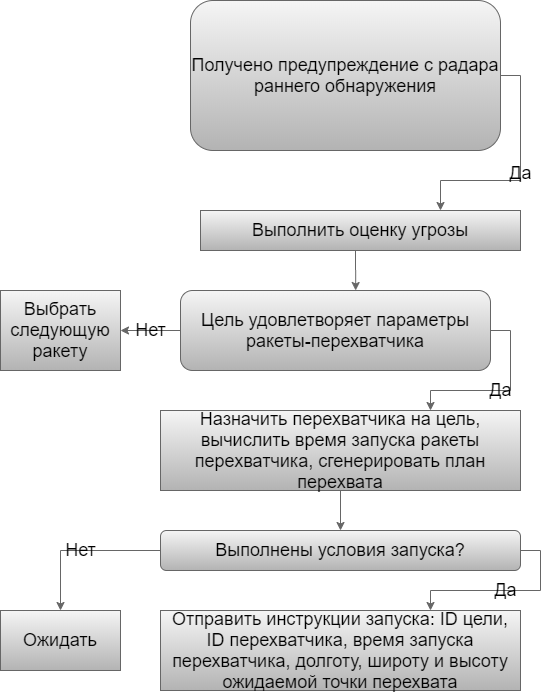 Получено предупреждение с радара
раннего обнаружения
Да
Выполнить оценку угрозы
Выбрать
следующую
ракету
Нет
Цель удовлетворяет параметры
ракеты-перехватчика
Да
Назначить перехватчика на цель,
вычислить время запуска ракеты
перехватчика, сгенерировать план
перехвата
Нет
Выполнены условия запуска?
Да
Ожидать
Отправить инструкции запуска: ID цели,
ID перехватчика, время запуска
перехватчика, долготу, широту и высоту
ожидаемой точки перехвата